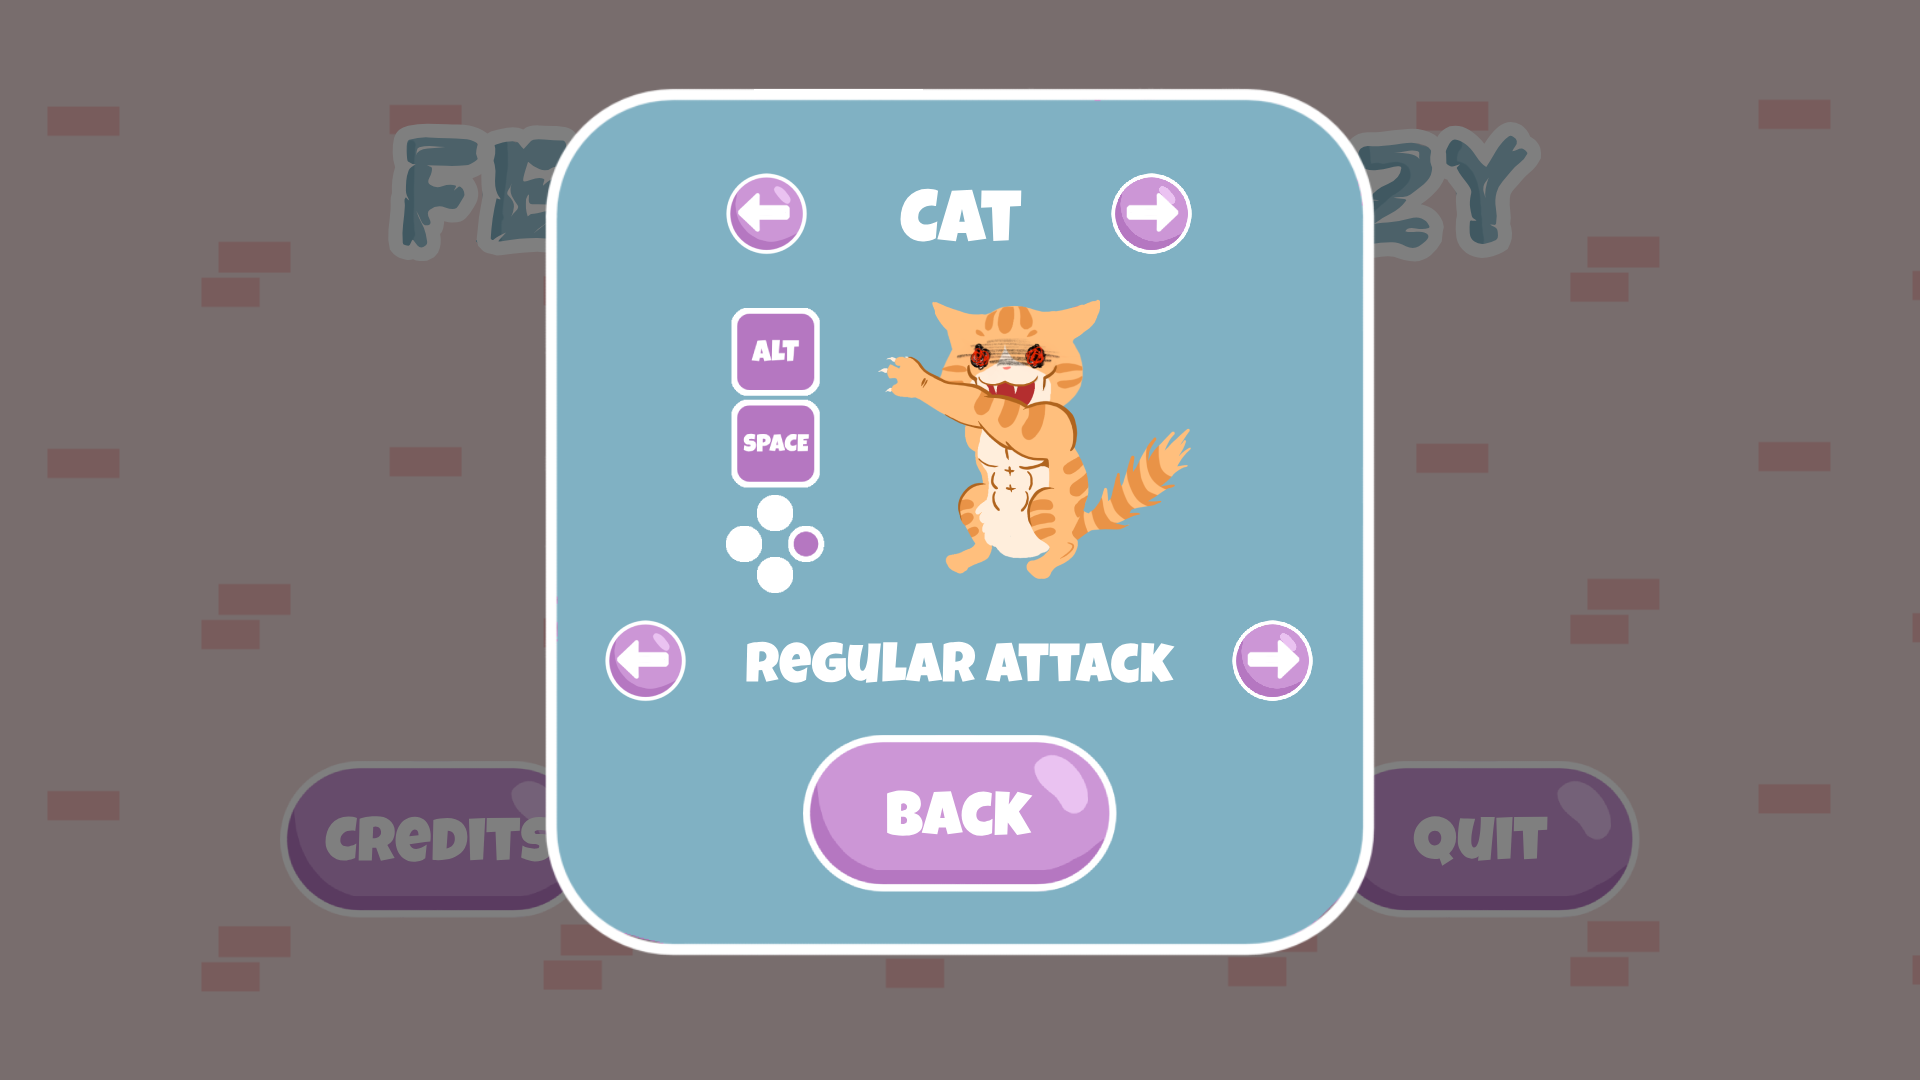 CAT
ALT
SPACE
REGULAR ATTACK
BACK
CREDITS
QUIT